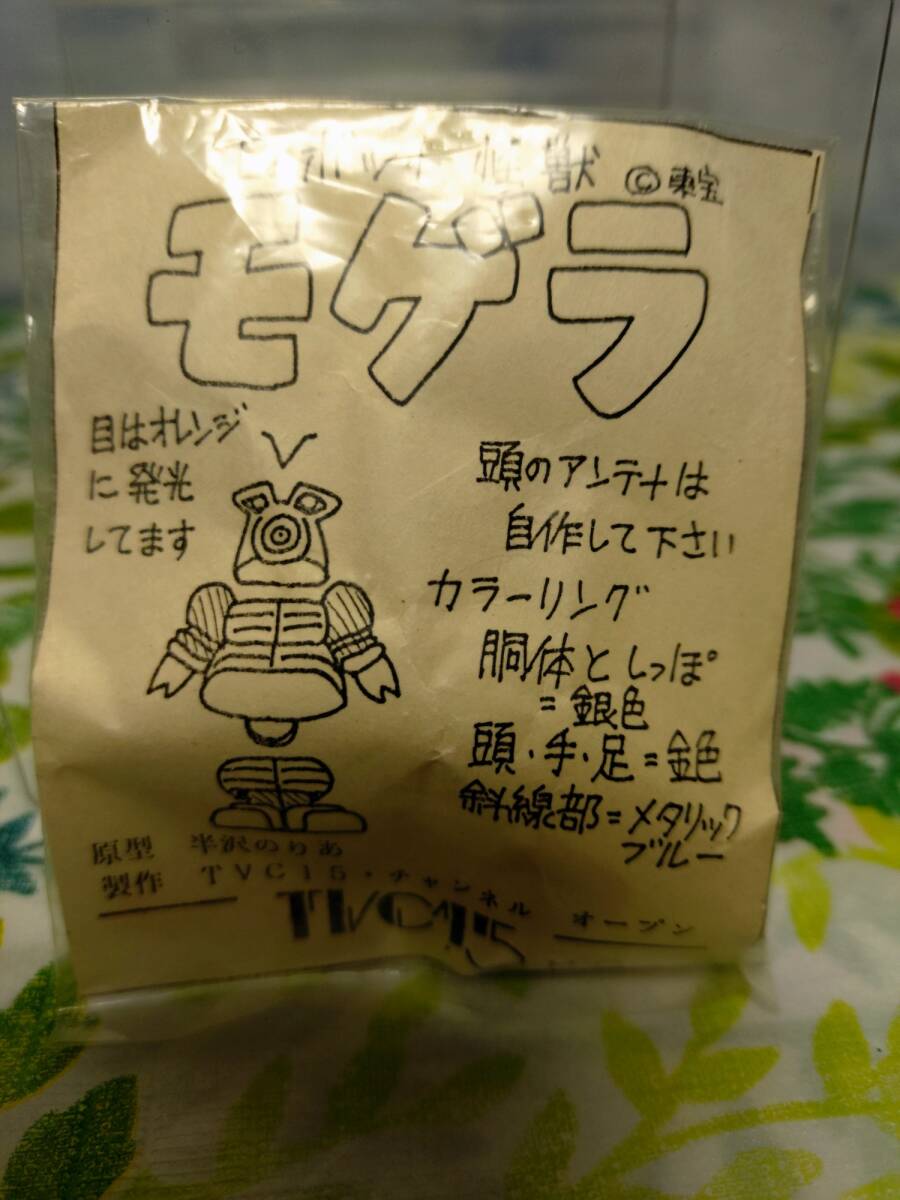 ボット怪獣 ©東宝
モゲラ
目はオレンジ
に発光
してます
頭のアンテナは
自作して下さい
カラーリング
胴体としっぽ
=銀色
頭・手・足=金色
斜線部=メタリック
ブルー
原型 半沢のりお
製作 TVC15・チャンネル オープン
TVC15